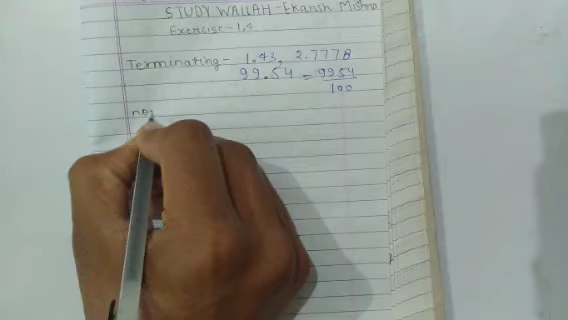 STUDY WALLAH - Ekansh Mishra
Exercise - 1.4
Terminating - 1.43, 2.7778
99.54 = 9954
100
no